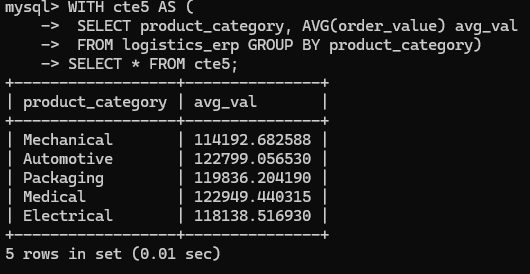 mysql> WITH cte5 AS (
    ->  SELECT product_category, AVG(order_value) avg_val
    ->  FROM logistics_erp GROUP BY product_category)
    -> SELECT * FROM cte5;
+------------------+---------------+
| product_category | avg_val       |
+------------------+---------------+
| Mechanical       | 114192.682588 |
| Automotive       | 122799.056530 |
| Packaging        | 119836.204190 |
| Medical          | 122949.440315 |
| Electrical       | 118138.516930 |
+------------------+---------------+
5 rows in set (0.01 sec)